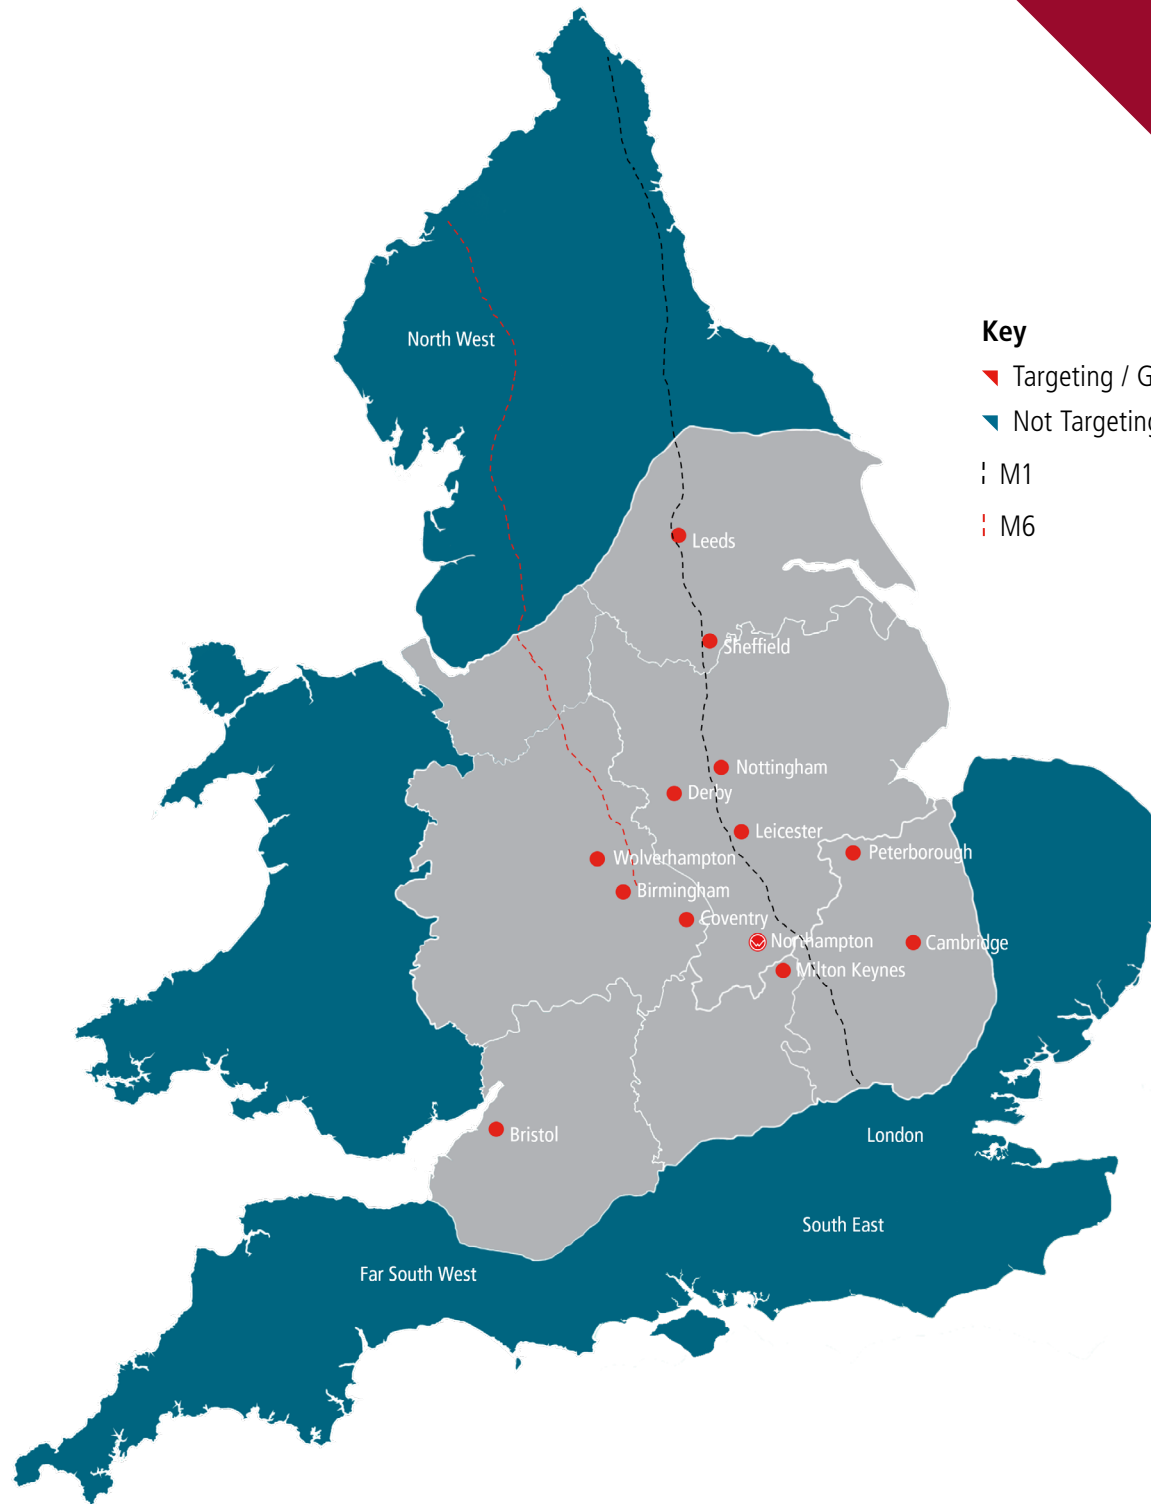 North West
Key
Targeting / G
Not Targeting
M1
M6
Leeds
Sheffield
Nottingham
Derby
Leicester
Peterborough
Wolverhampton
Birmingham
Coventry
Northampton
Cambridge
Milton Keynes
Bristol
London
South East
Far South West